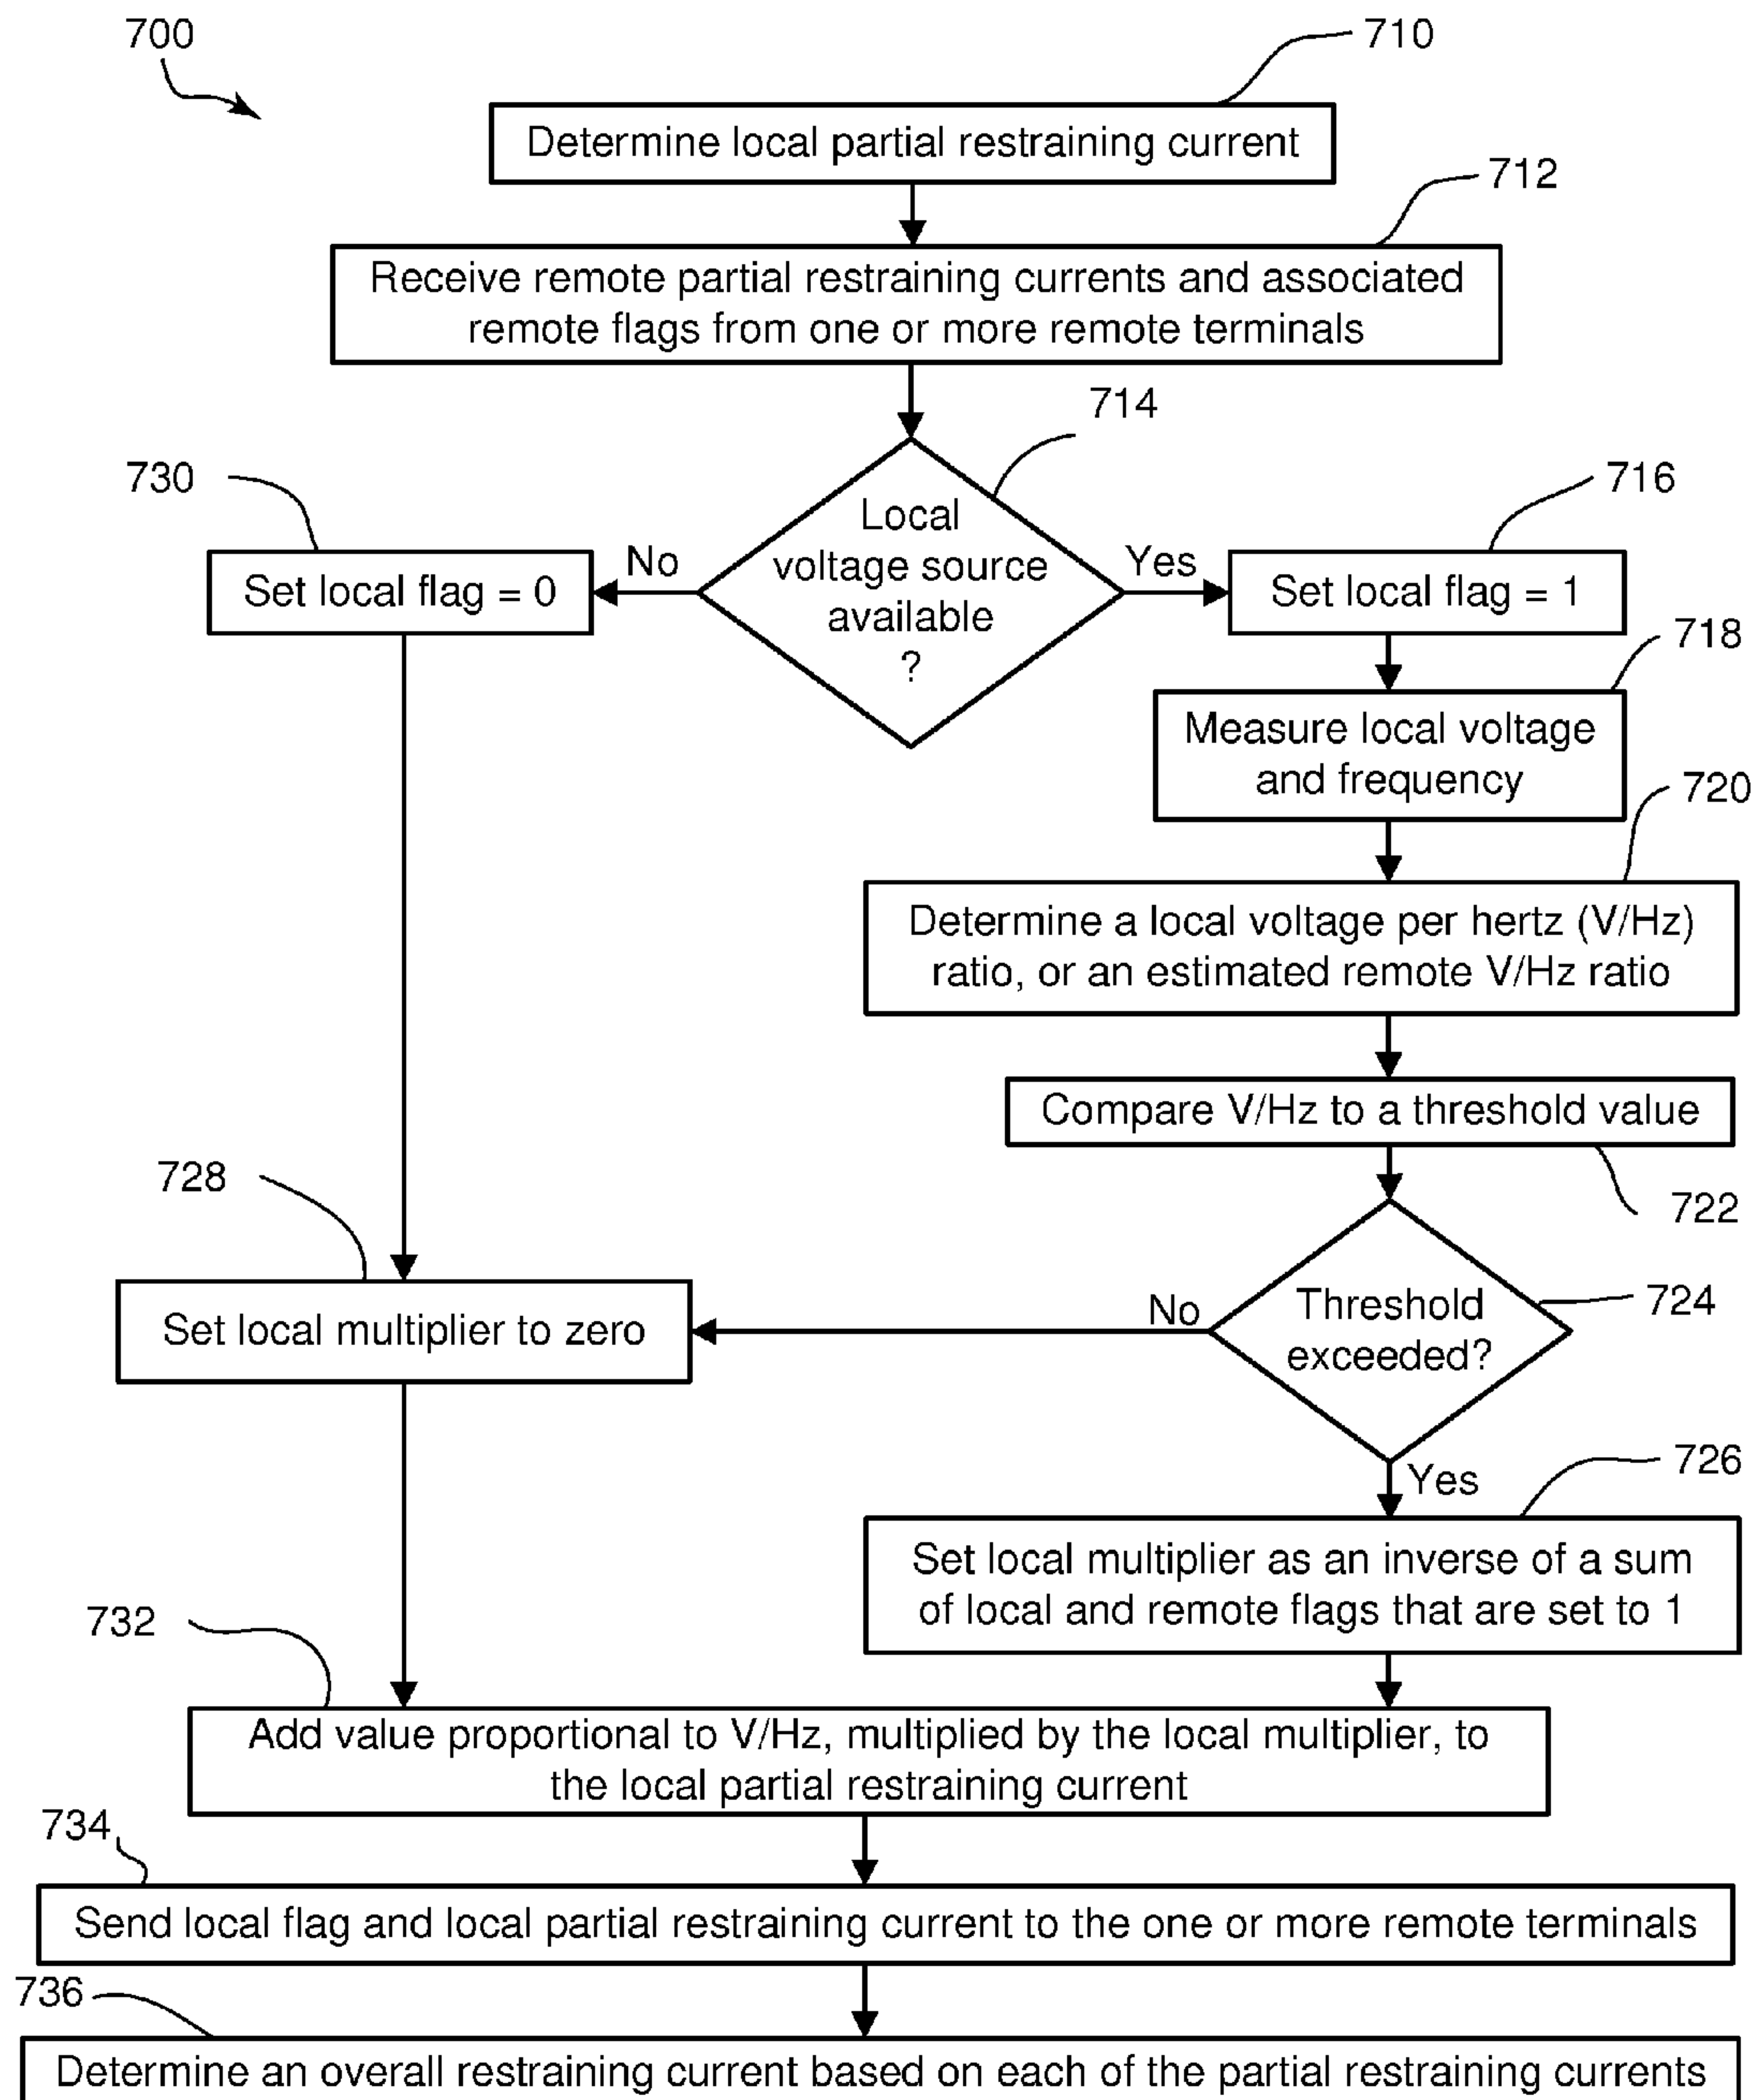 700
710
Determine local partial restraining current
712
Receive remote partial restraining currents and associated
remote flags from one or more remote terminals
714
730
716
Local
voltage source
available
?
No
Yes
Set local flag = 0
Set local flag = 1
718
Measure local voltage
and frequency
720
Determine a local voltage per hertz (V/Hz)
ratio, or an estimated remote V/Hz ratio
Compare V/Hz to a threshold value
728
722
Threshold
exceeded?
724
No
Set local multiplier to zero
726
Yes
Set local multiplier as an inverse of a sum
of local and remote flags that are set to 1
732
Add value proportional to V/Hz, multiplied by the local multiplier, to
the local partial restraining current
734
Send local flag and local partial restraining current to the one or more remote terminals
736
Determine an overall restraining current based on each of the partial restraining currents